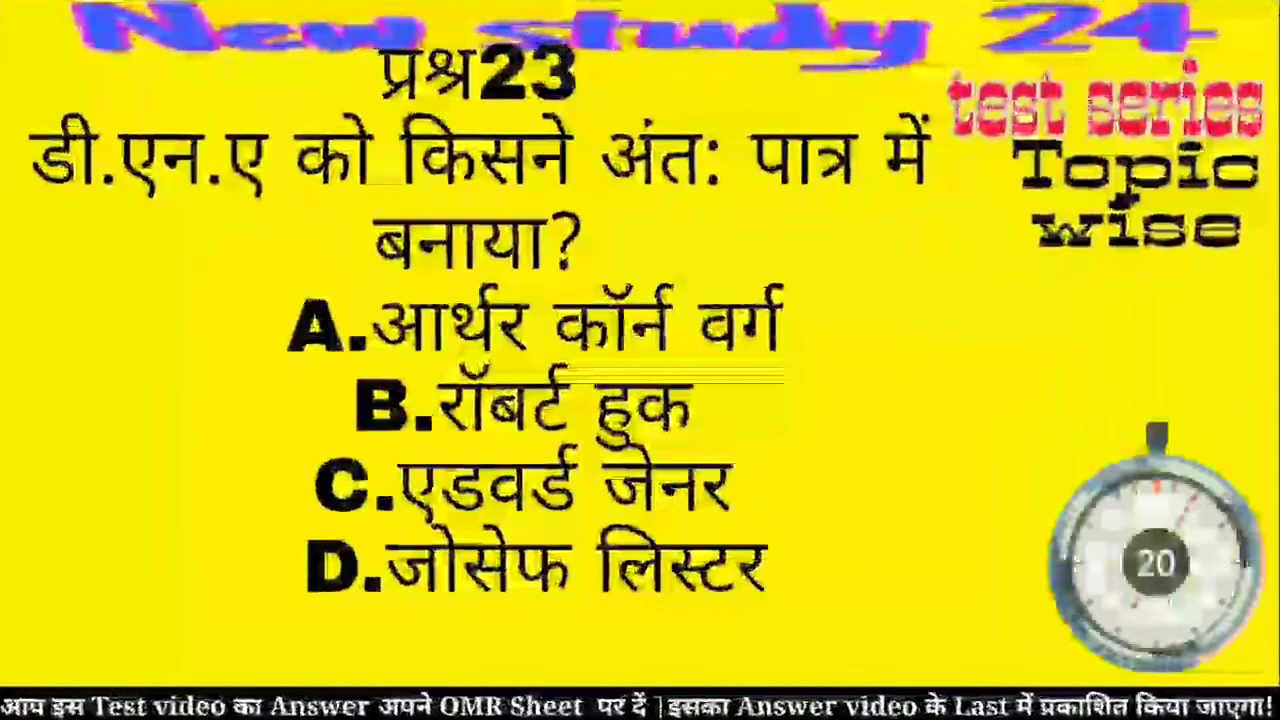 New study 24
test series
Topic
wise
प्रश्न23
डी.एन.ए को किसने अंत: पात्र में
बनाया?
A.आर्थर कॉर्न वर्ग
B.रॉबर्ट हुक
C.एडवर्ड जेनर
D.जोसेफ लिस्टर
20
आप इस Test video का Answer अपने OMR Sheet पर दें |इसका Answer video के Last में प्रकाशित किया जाएगा!